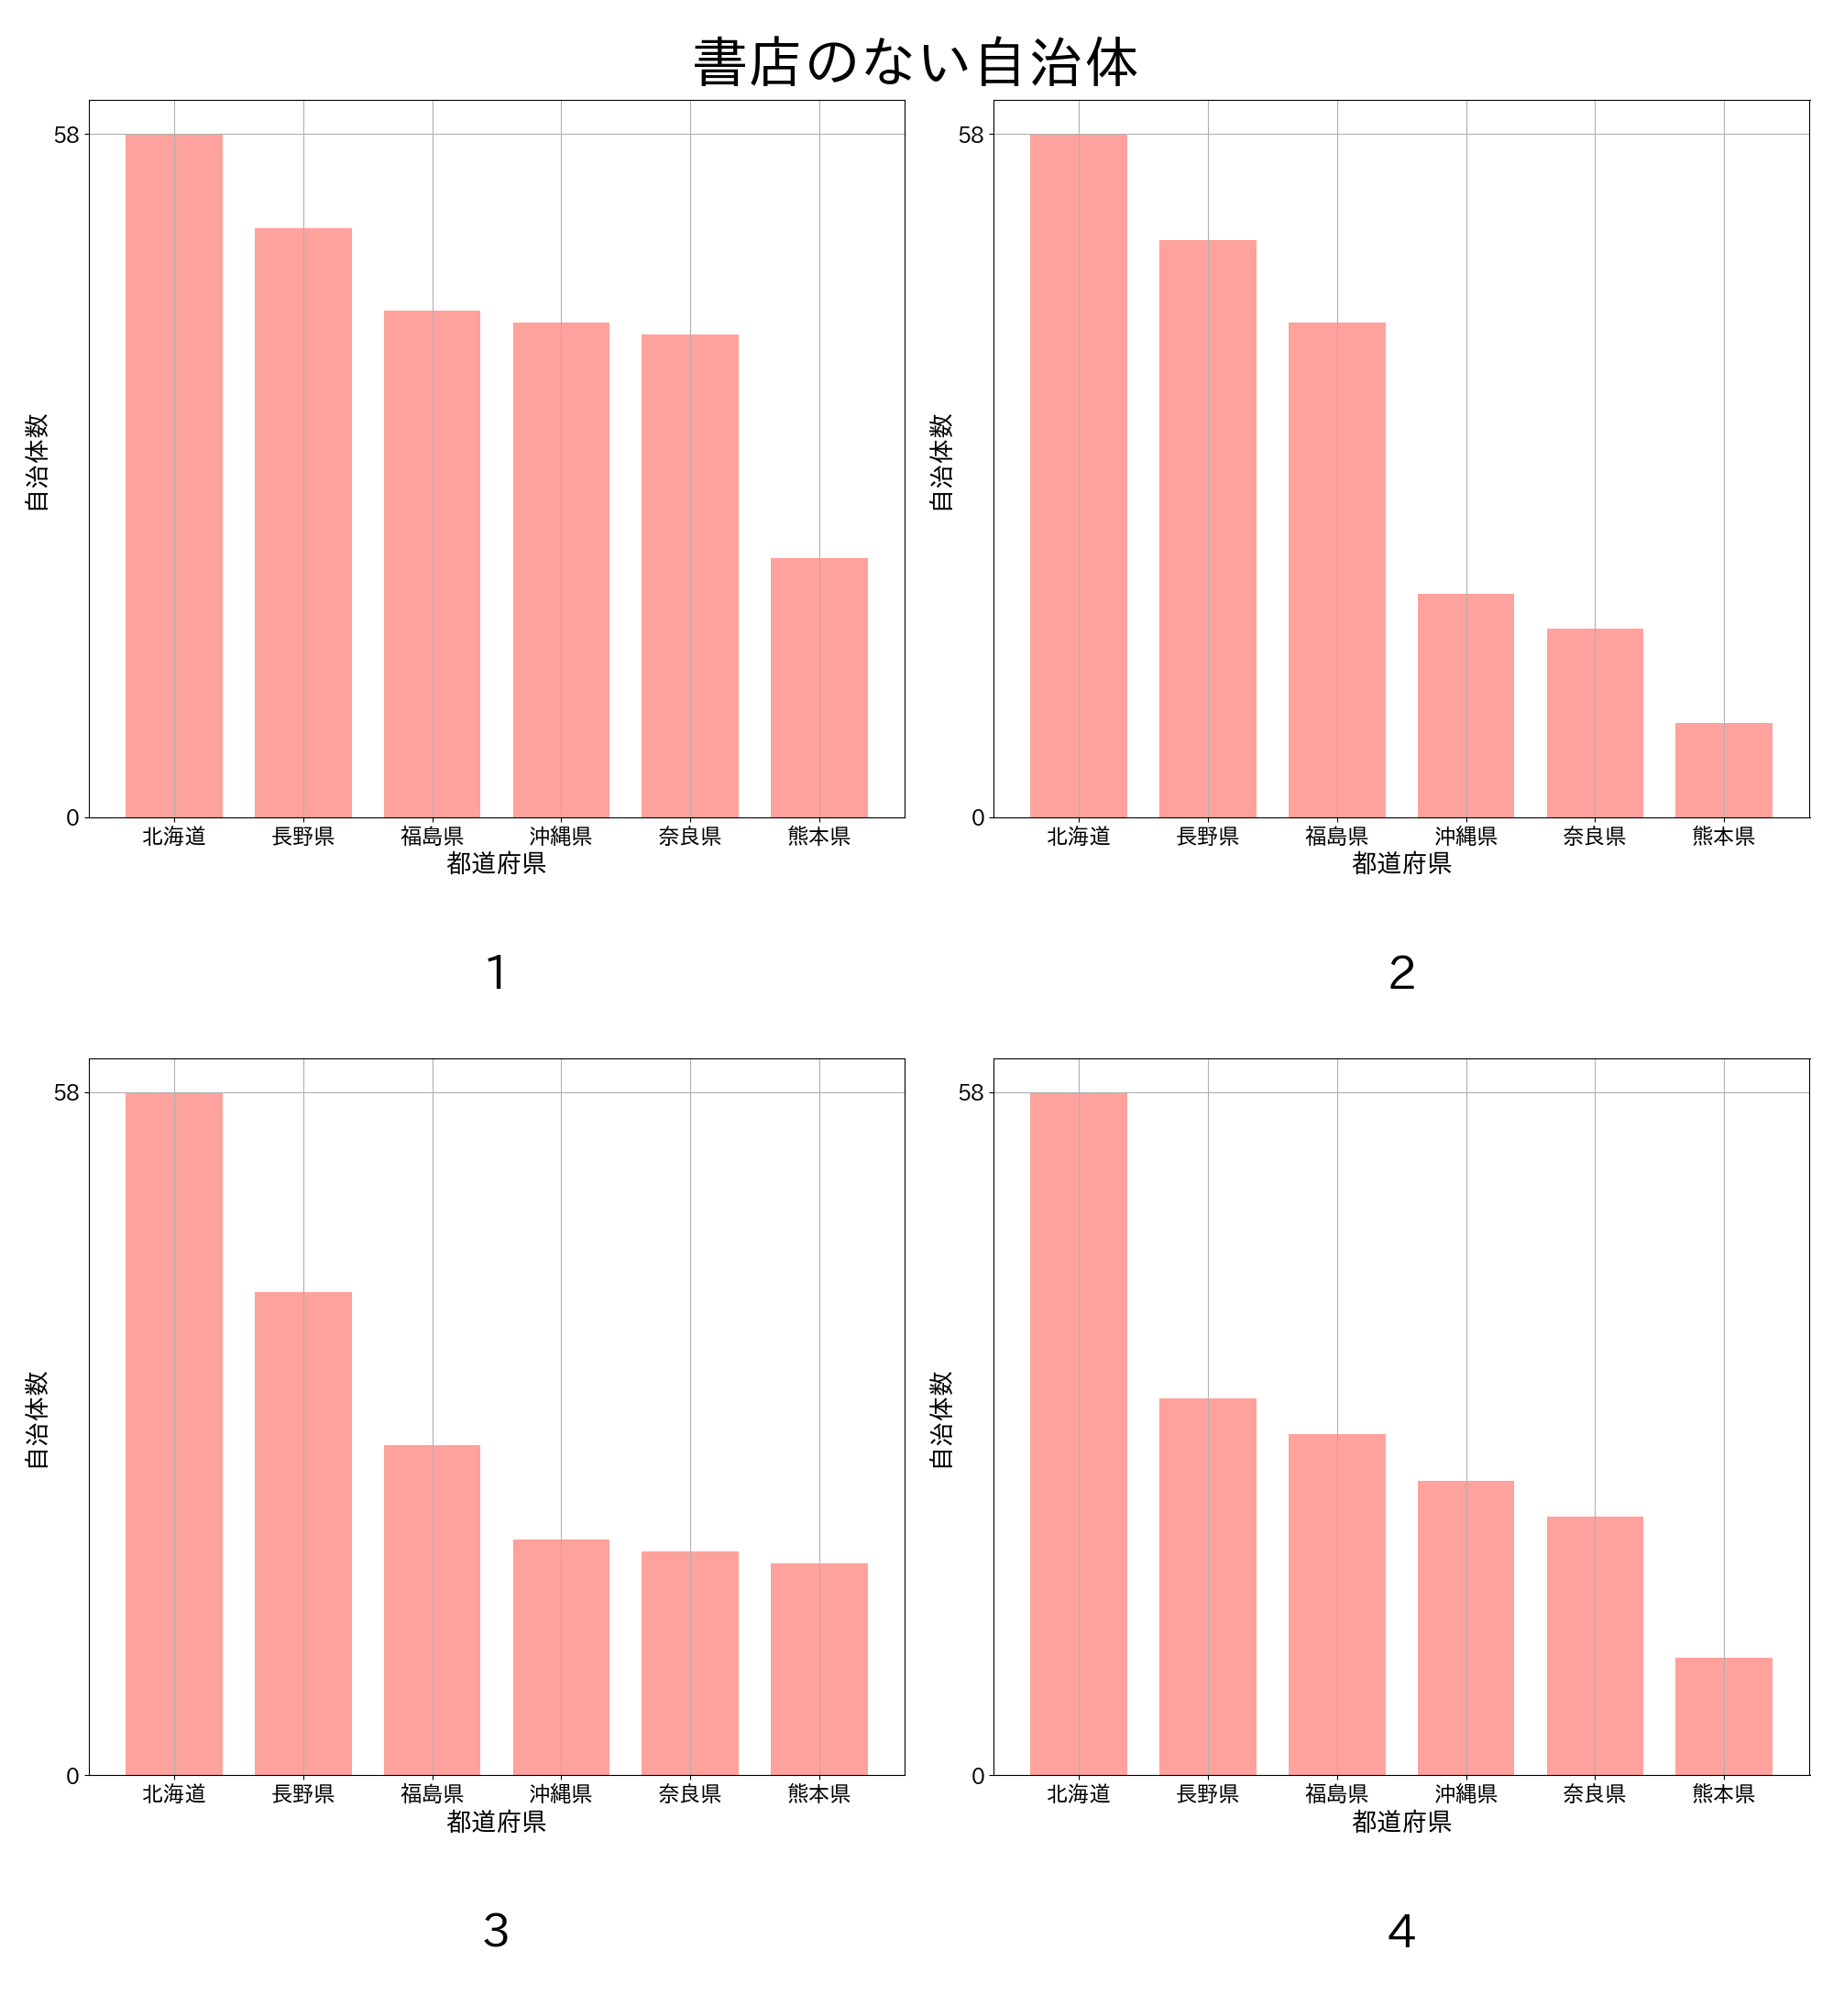 書店のない自治体
58
0
自治体数
北海道 長野県 福島県 沖縄県 奈良県 熊本県
都道府県
1
58
0
自治体数
北海道 長野県 福島県 沖縄県 奈良県 熊本県
都道府県
2
58
0
自治体数
北海道 長野県 福島県 沖縄県 奈良県 熊本県
都道府県
3
58
0
自治体数
北海道 長野県 福島県 沖縄県 奈良県 熊本県
都道府県
4